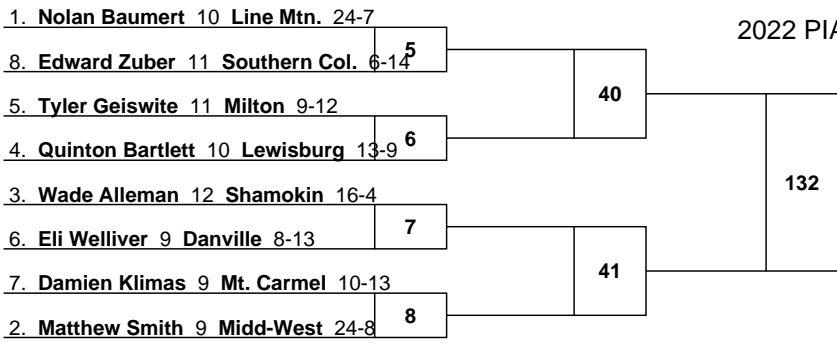 1. Nolan Baumert 10 Line Mtn. 24-7
2022 PIA
5
8. Edward Zuber 11 Southern Col. 6-14
40
5. Tyler Geiswite 11 Milton 9-12
6
4. Quinton Bartlett 10 Lewisburg 13-9
132
3. Wade Alleman 12 Shamokin 16-4
7
6. Eli Welliver 9 Danville 8-13
41
7. Damien Klimas 9 Mt. Carmel 10-13
8
2. Matthew Smith 9 Midd-West 24-8